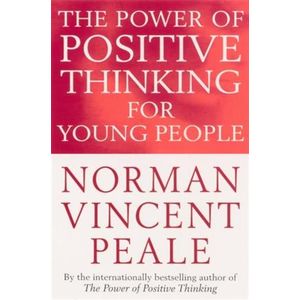 THE POWER OF
POSITIVE
THINKING
FOR
YOUNG PEOPLE
NORMAN
VINCENT
PEALE
By the internationally bestselling author of
The Power of Positive Thinking